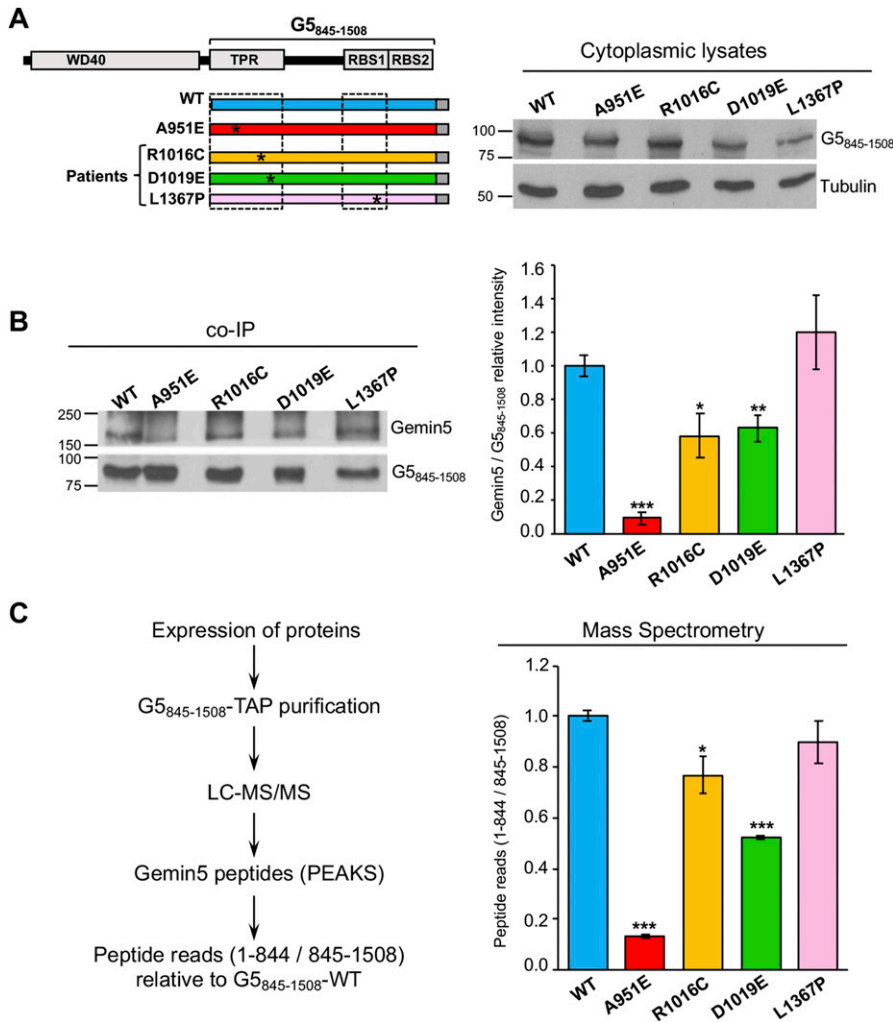 A
G5845-1508
WD40
TPR
RBS1
RBS2
WT
A951E
R1016C
D1019E
L1367P
Patients
*
*
*
*
Cytoplasmic lysates
WT
A951E
R1016C
D1019E
L1367P
100
75
G5845-1508
50
Tubulin
B
co-IP
WT
A951E
R1016C
D1019E
L1367P
250
150
Gemin5
100
75
G5845-1508
Gemin5 / G5845-1508 relative intensity
1.6
1.4
1.2
1.0
0.8
0.6
0.4
0.2
0.0
***
*
**
WT
A951E
R1016C
D1019E
L1367P
C
Expression of proteins
G5845-1508-TAP purification
LC-MS/MS
Gemin5 peptides (PEAKS)
Peptide reads (1-844 / 845-1508)
relative to G5845-1508-WT
Mass Spectrometry
Peptide reads (1-844 / 845-1508)
1.2
1.0
0.8
0.6
0.4
0.2
0.0
***
*
***
WT
A951E
R1016C
D1019E
L1367P